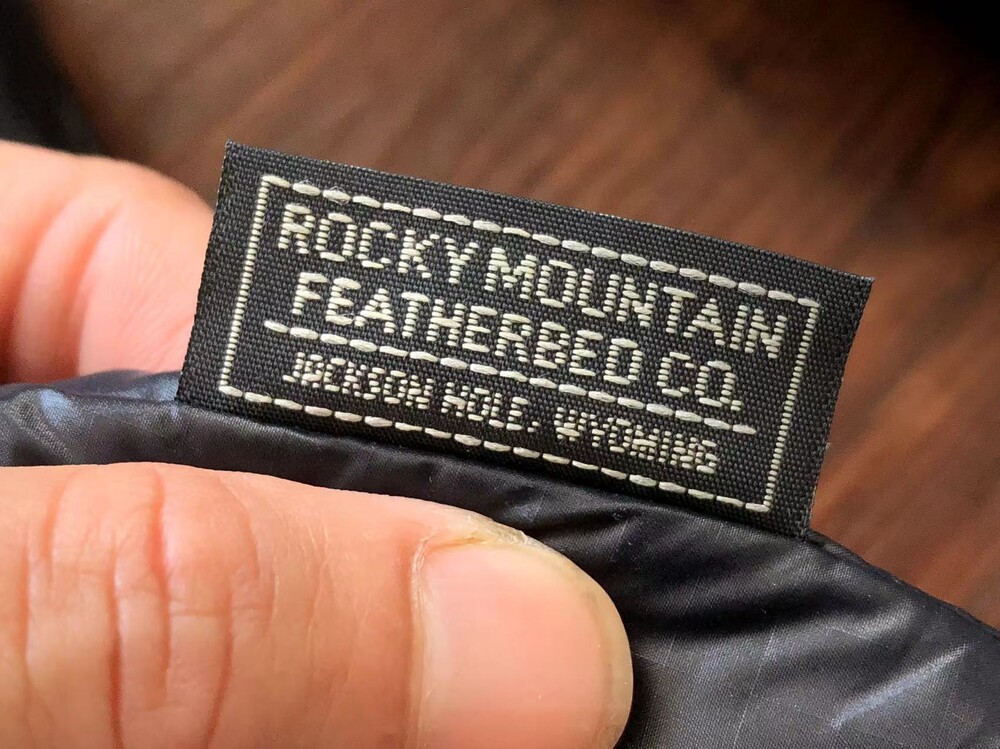 ROCKY MOUNTAIN
FEATHERBED CO.
JACKSON HOLE, WYOMING